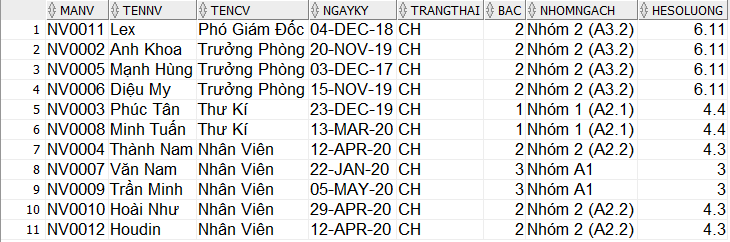 MANV TENNV TENCV NGAYKY TRANGTHAI BAC NHOMNGACH HESOLUONG
1 NV0011 Lex Phó Giám Đốc 04-DEC-18 CH 2 Nhóm 2 (A3.2) 6.11
2 NV0002 Anh Khoa Trưởng Phòng 20-NOV-19 CH 2 Nhóm 2 (A3.2) 6.11
3 NV0005 Mạnh Hùng Trưởng Phòng 03-DEC-17 CH 2 Nhóm 2 (A3.2) 6.11
4 NV0006 Diệu My Trưởng Phòng 15-NOV-19 CH 2 Nhóm 2 (A3.2) 6.11
5 NV0003 Phúc Tân Thư Kí 23-DEC-19 CH 1 Nhóm 1 (A2.1) 4.4
6 NV0008 Minh Tuấn Thư Kí 13-MAR-20 CH 1 Nhóm 1 (A2.1) 4.4
7 NV0004 Thành Nam Nhân Viên 12-APR-20 CH 2 Nhóm 2 (A2.2) 4.3
8 NV0007 Văn Nam Nhân Viên 22-JAN-20 CH 3 Nhóm A1 3
9 NV0009 Trần Minh Nhân Viên 05-MAY-20 CH 3 Nhóm A1 3
10 NV0010 Hoài Như Nhân Viên 29-APR-20 CH 2 Nhóm 2 (A2.2) 4.3
11 NV0012 Houdin Nhân Viên 12-APR-20 CH 2 Nhóm 2 (A2.2) 4.3